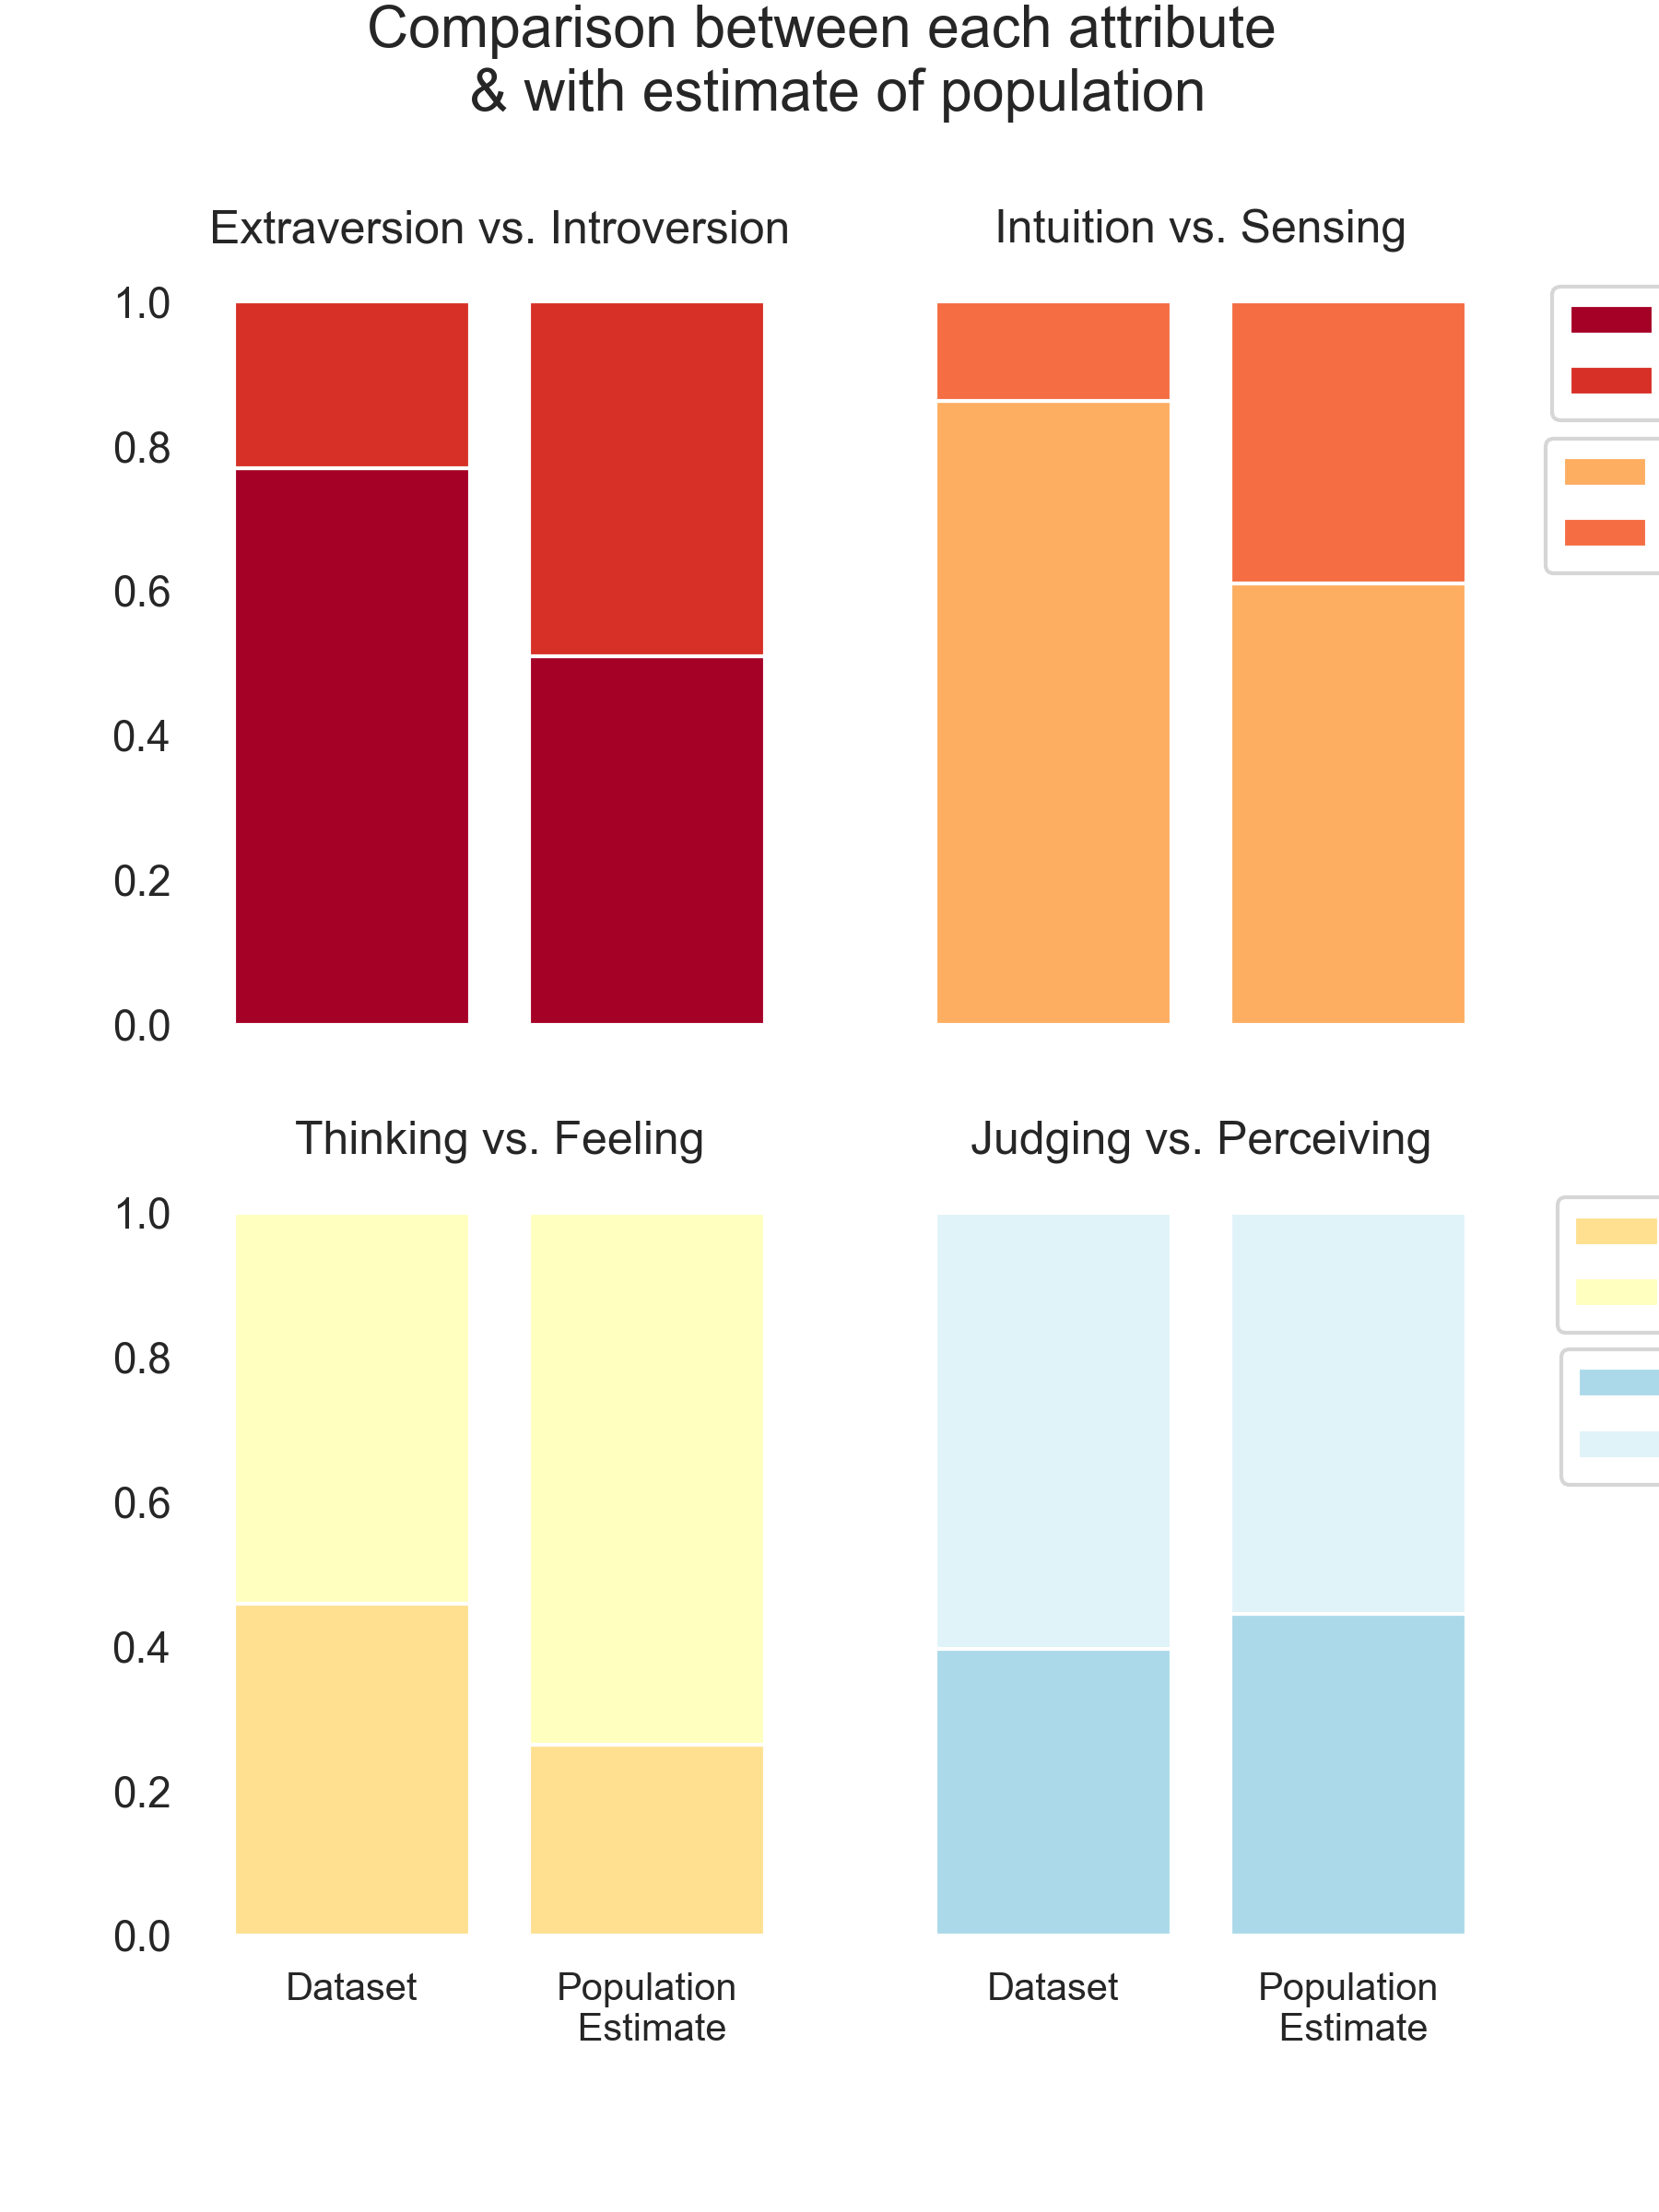 Comparison between each attribute
& with estimate of population
Extraversion vs. Introversion
Intuition vs. Sensing
1.0
0.8
0.6
0.4
0.2
0.0
Thinking vs. Feeling
Judging vs. Perceiving
1.0
0.8
0.6
0.4
0.2
0.0
Dataset
Population
Estimate
Dataset
Population
Estimate